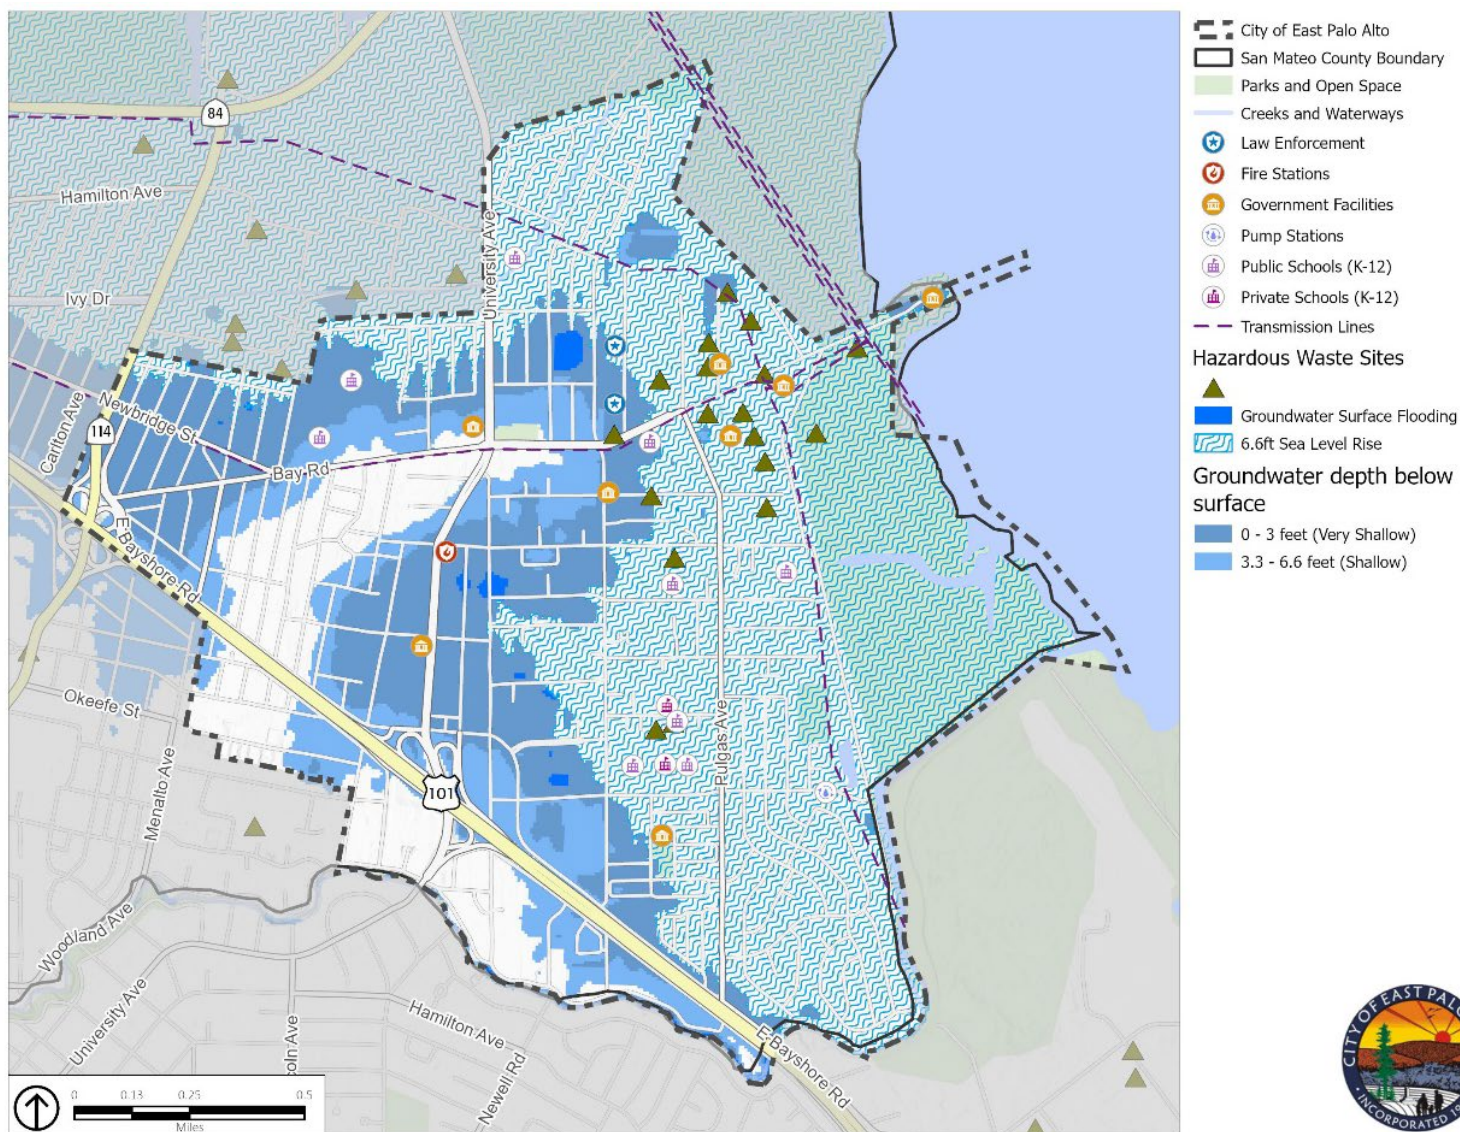 84
Hamilton Ave
University Ave
Ivy Dr
Carlton Ave
114
Newbridge St
Bay Rd
E Bayshore Rd
Okeefe St
Menalto Ave
101
Pulgas Ave
Woodland Ave
University Ave
coln Ave
Hamilton Ave
Newell Rd
E Bayshore Rd
0 0.13 0.25 0.5
Miles
City of East Palo Alto
San Mateo County Boundary
Parks and Open Space
Creeks and Waterways
Law Enforcement
Fire Stations
Government Facilities
Pump Stations
Public Schools (K-12)
Private Schools (K-12)
Transmission Lines
Hazardous Waste Sites
Groundwater Surface Flooding
6.6ft Sea Level Rise
Groundwater depth below
surface
0 - 3 feet (Very Shallow)
3.3 - 6.6 feet (Shallow)
CITY OF EAST PALO
INCORPORATED 19